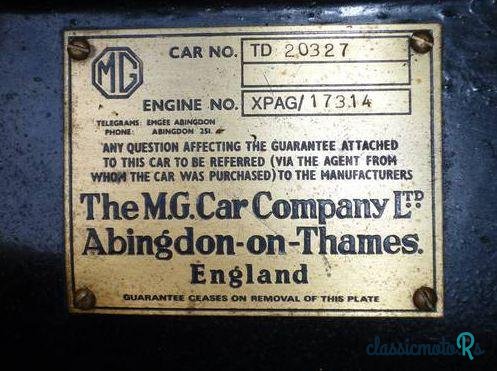 MG
CAR NO. TD 20327
ENGINE NO. XPAG/17314
TELEGRAMS: EMGEE ABINGDON
PHONE: ABINGDON 251.
ANY QUESTION AFFECTING THE GUARANTEE ATTACHED
TO THIS CAR TO BE REFERRED (VIA THE AGENT FROM
WHOM THE CAR WAS PURCHASED) TO THE MANUFACTURERS
The M.G. Car Company LTD
Abingdon-on-Thames.
England
GUARANTEE CEASES ON REMOVAL OF THIS PLATE
classicmoto.Rs